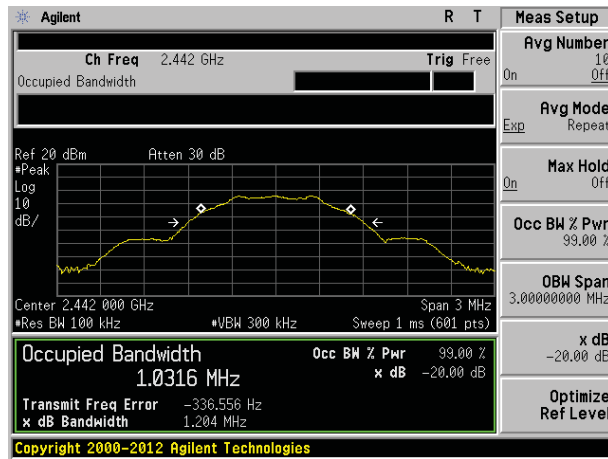 Agilent R T Meas Setup
Ch Freq 2.442 GHz Trig Free
Occupied Bandwidth
Avg Number
10
On Off
Avg Mode
Exp Repeat
Max Hold
On Off
Occ BW % Pwr
99.00 %
OBW Span
3.00000000 MHz
x dB
-20.00 dB
Optimize
Ref Level
Ref 20 dBm Atten 30 dB
#Peak
Log
10
dB/
Center 2.442 000 GHz Span 3 MHz
#Res BW 100 kHz #VBW 300 kHz Sweep 1 ms (601 pts)
Occupied Bandwidth Occ BW % Pwr 99.00 %
1.0316 MHz x dB -20.00 dB
Transmit Freq Error -336.556 Hz
x dB Bandwidth 1.204 MHz
Copyright 2000-2012 Agilent Technologies